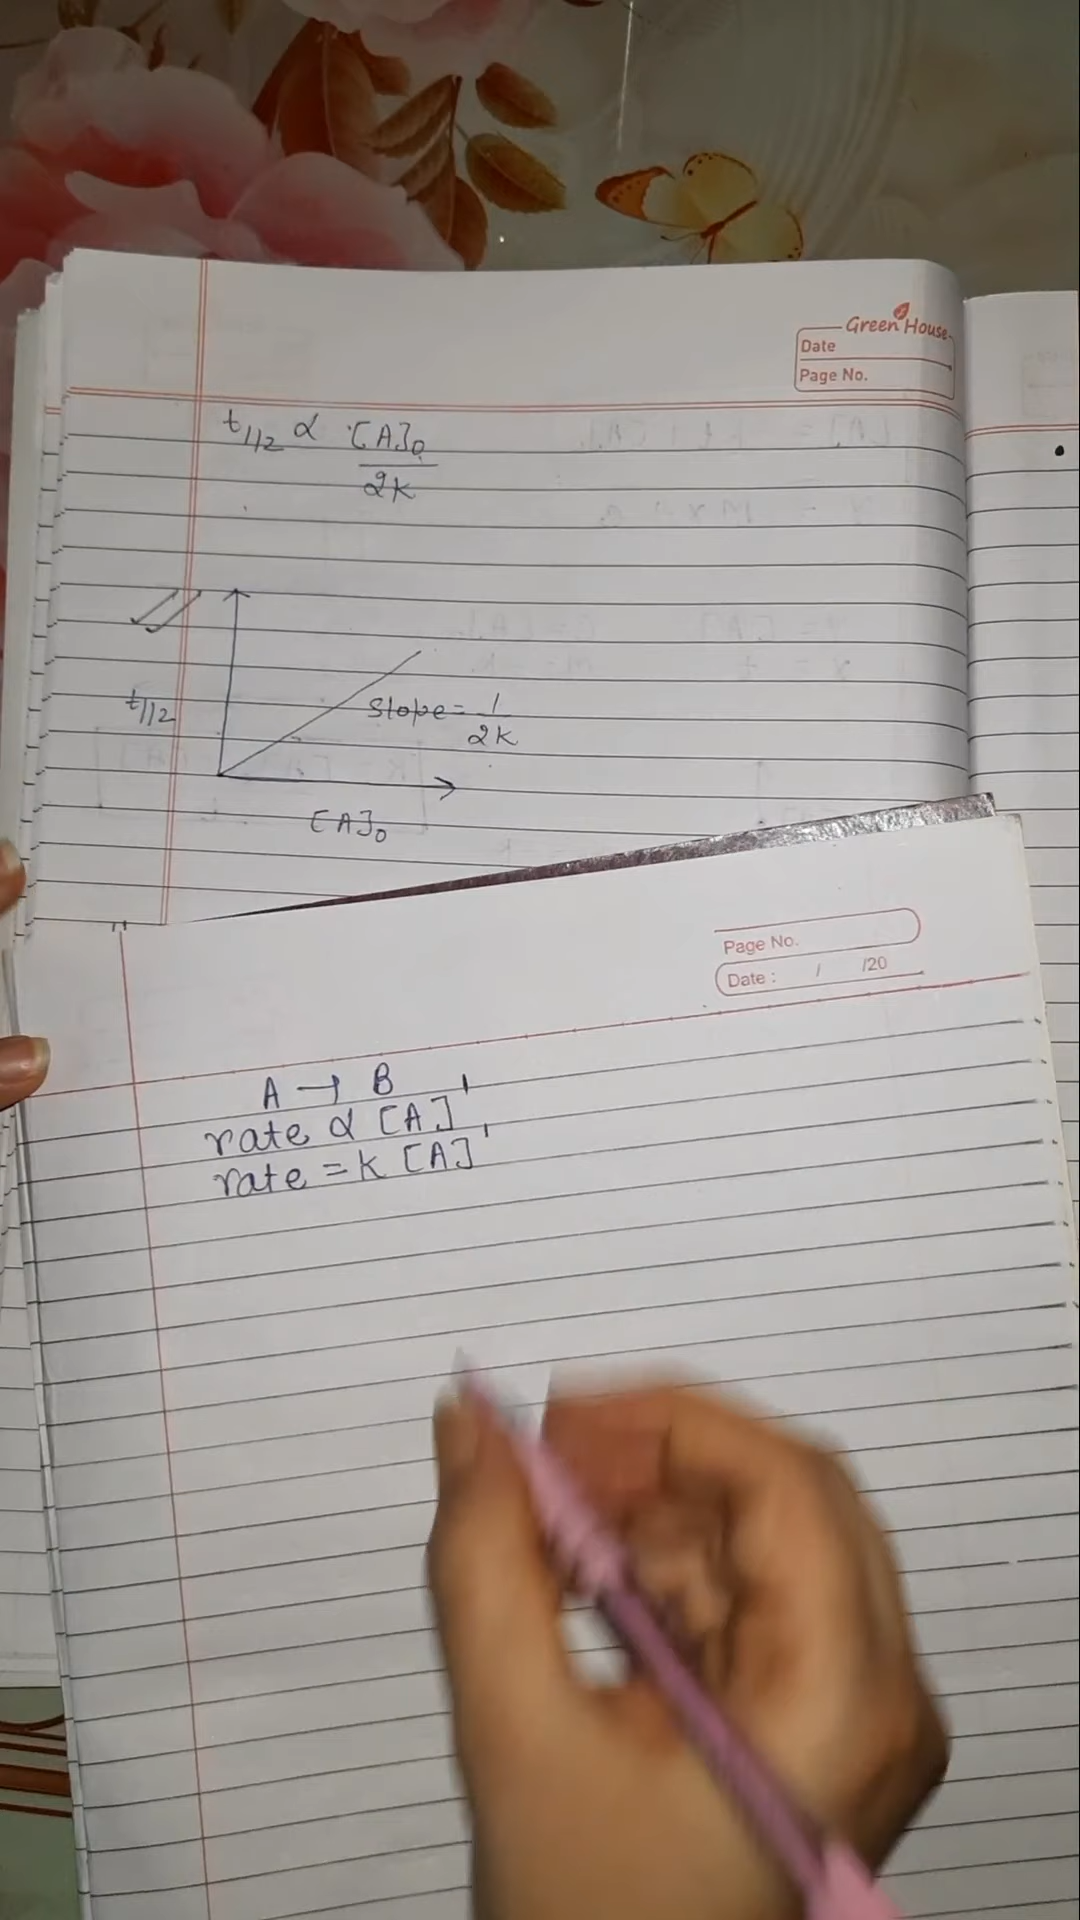 Green House
Date
Page No.
t1/2 α [A]0
2K
t1/2
Slope = 1
2K
[A]0
Page No.
Date : / /20
A → B
rate α [A]¹
rate = K [A]¹